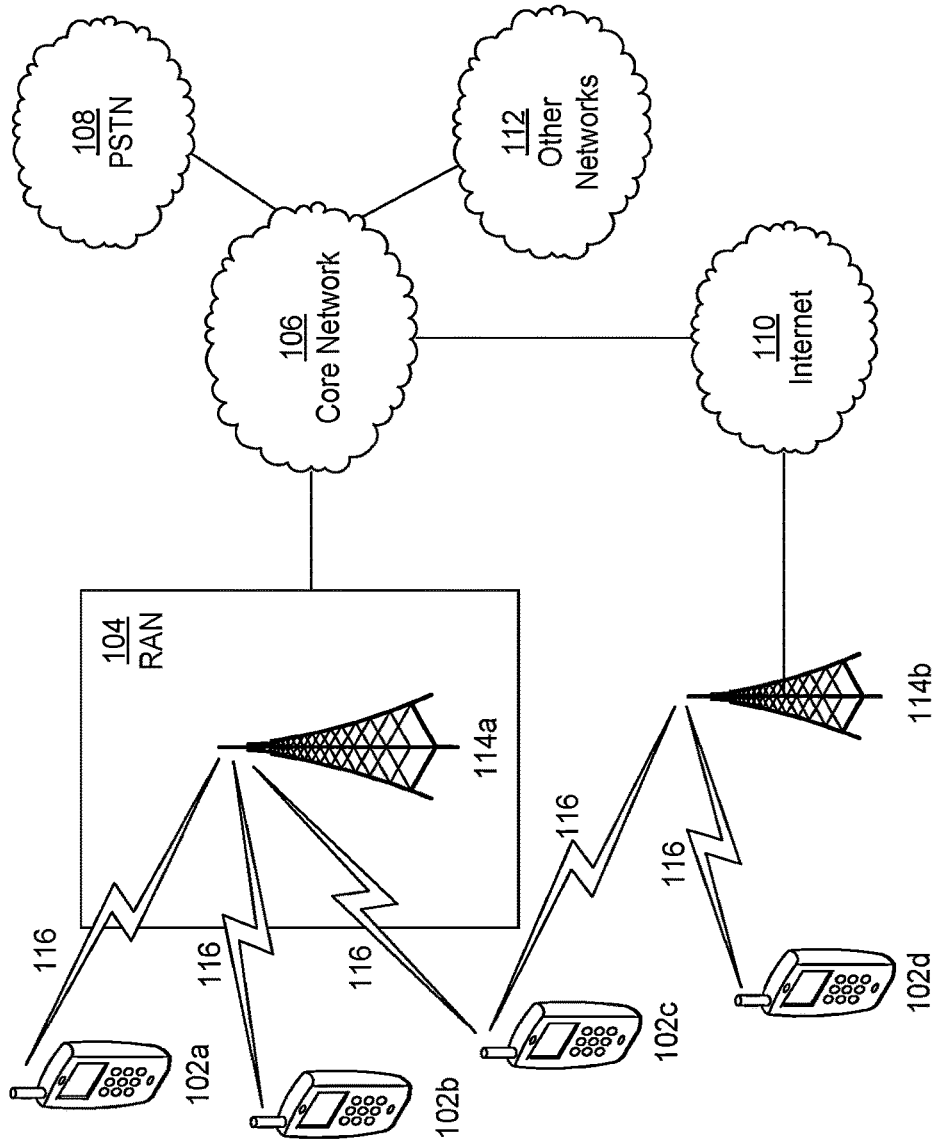 108
PSTN
106
Core Network
112
Other
Networks
104
RAN
110
Internet
114a
114b
116
116
116
116
116
102a
102b
102c
102d